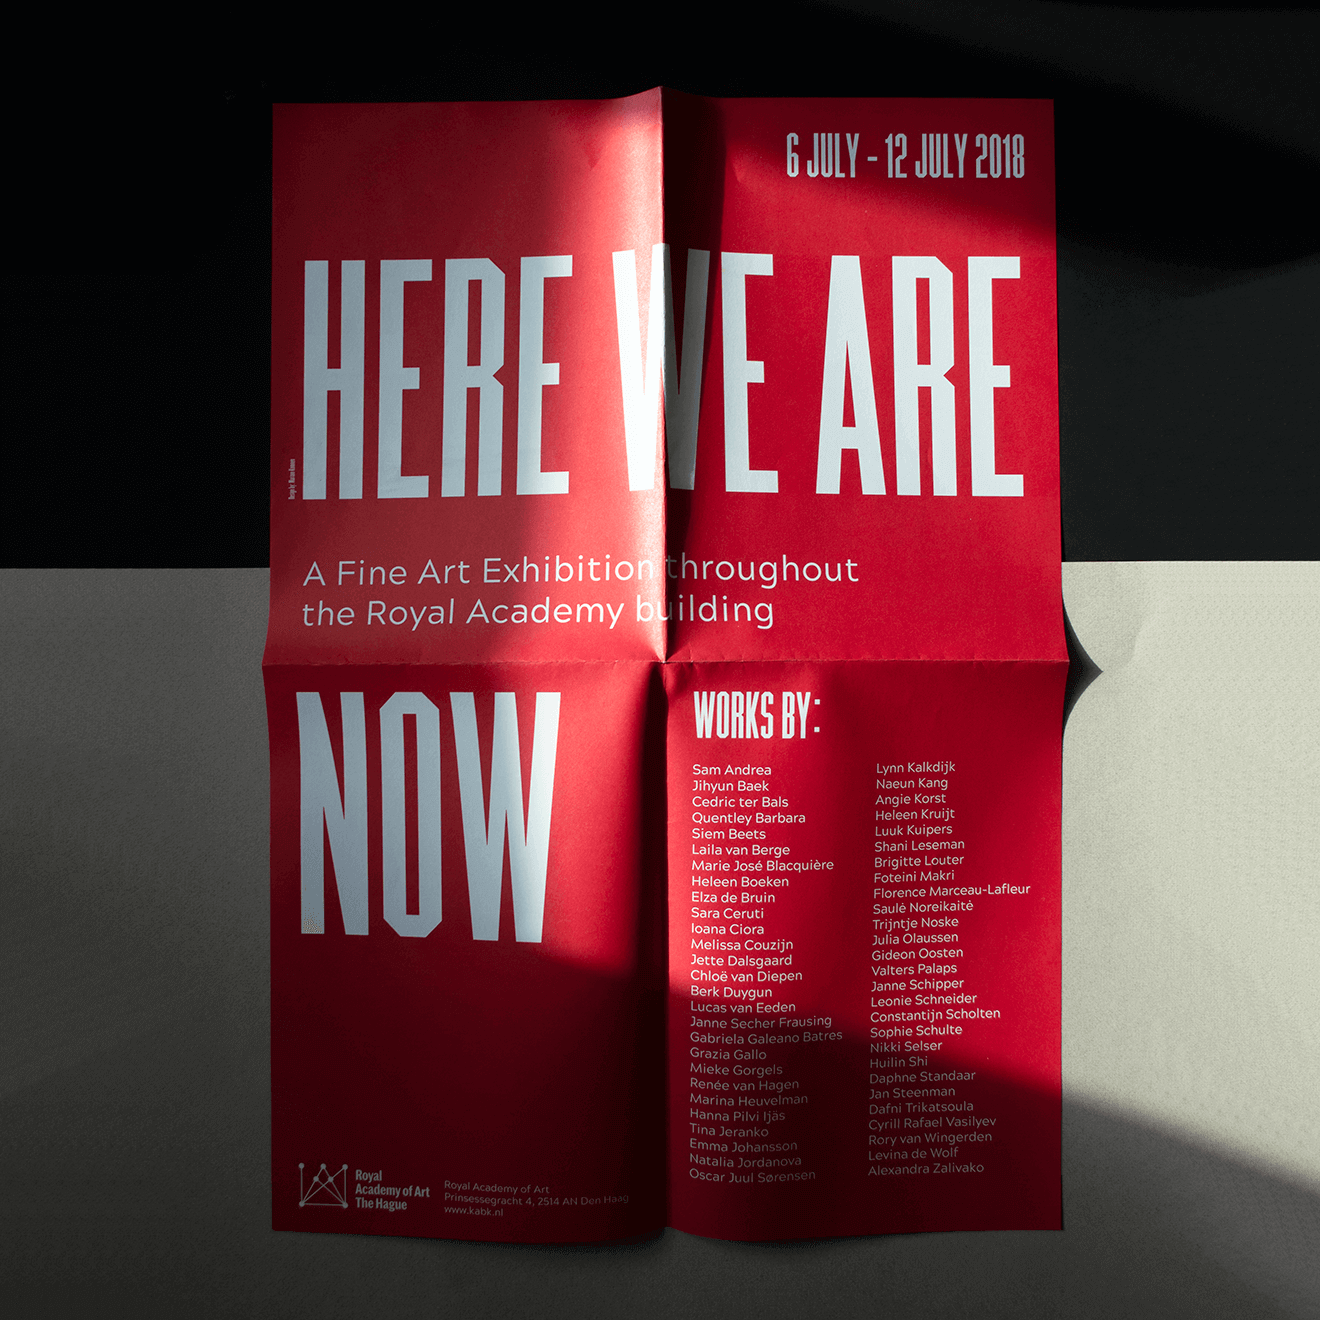 6 JULY – 12 JULY 2018
HERE WE ARE
A Fine Art Exhibition throughout
the Royal Academy building
NOW
WORKS BY:
Sam Andrea
Jihyun Baek
Cedric ter Bals
Quentley Barbara
Siem Beets
Laila van Berge
Marie José Blacquière
Heleen Boeken
Elza de Bruin
Sara Ceruti
Ioana Ciora
Melissa Couzijn
Jette Dalsgaard
Chloë van Diepen
Berk Duygun
Lucas van Eeden
Janne Secher Frausing
Gabriela Galeano Batres
Grazia Gallo
Mieke Gorgels
Renée van Hagen
Marina Heuvelman
Hanna Pilvi Ijäs
Tina Jeranko
Emma Johansson
Natalia Jordanova
Oscar Juul Sørensen
Lynn Kalkdijk
Naeun Kang
Angie Korst
Heleen Kruijt
Luuk Kuipers
Shani Leseman
Brigitte Louter
Foteini Makri
Florence Marceau-Lafleur
Saulė Noreikaitė
Trijntje Noske
Julia Olaussen
Gideon Oosten
Valters Palaps
Janne Schipper
Leonie Schneider
Constantijn Scholten
Sophie Schulte
Nikki Selser
Huilin Shi
Daphne Standaar
Jan Steenman
Dafni Trikatsoula
Cyrill Rafael Vasilyev
Rory van Wingerden
Levina de Wolf
Alexandra Zalivako
Royal
Academy of Art
The Hague
Royal Academy of Art
Prinsessegracht 4, 2514 AN Den Haag
www.kabk.nl